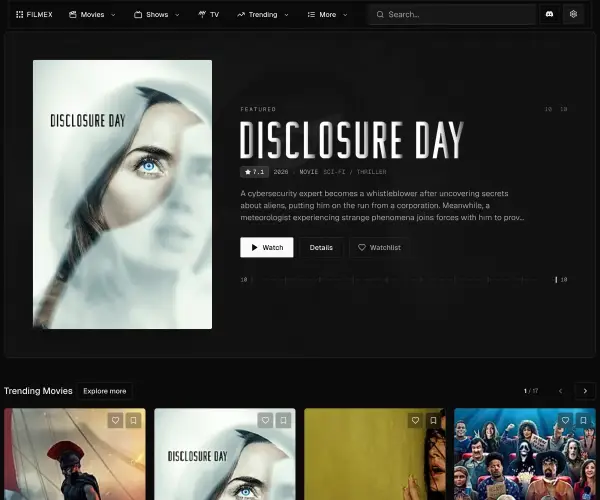 FILMEX
Movies
Shows
TV
Trending
More
Search...
DISCLOSURE DAY
FEATURED
10 10
DISCLOSURE DAY
7.1 2026 · MOVIE SCI-FI / THRILLER
A cybersecurity expert becomes a whistleblower after uncovering secrets
about aliens, putting him on the run from a corporation. Meanwhile, a
meteorologist experiencing strange phenomena joins forces with him to prov...
Watch
Details
Watchlist
10
10
Trending Movies
Explore more
1 / 17
DISCLOSURE DAY